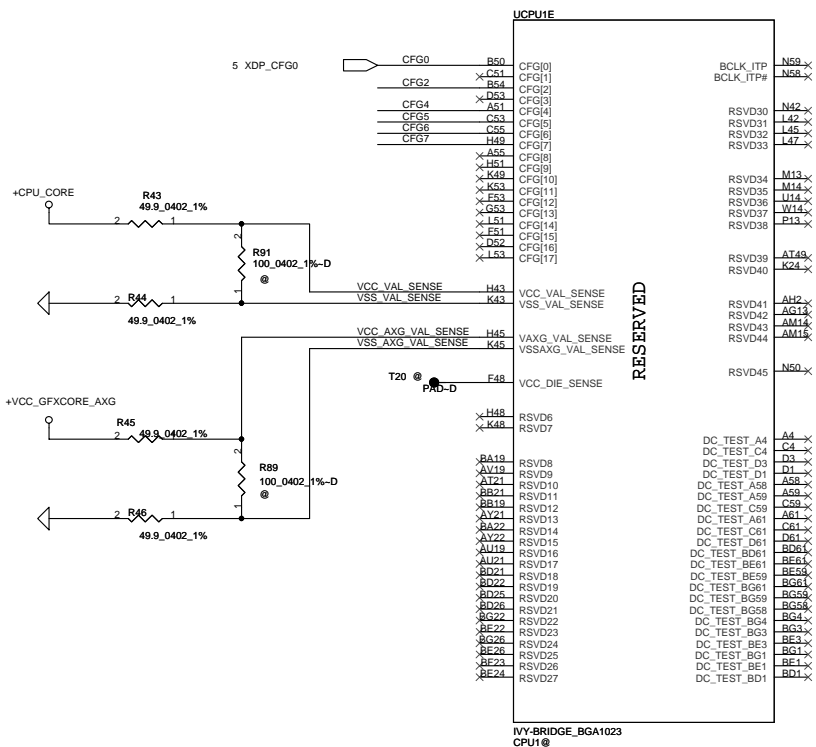 UCPU1E
5 XDP_CFG0
CFG0
B50 CFG[0]
C51 CFG[1]
CFG2
B54 CFG[2]
D53 CFG[3]
CFG4
A51 CFG[4]
CFG5
C53 CFG[5]
CFG6
C55 CFG[6]
CFG7
H49 CFG[7]
A55 CFG[8]
H51 CFG[9]
K49 CFG[10]
K53 CFG[11]
F53 CFG[12]
G53 CFG[13]
L51 CFG[14]
F51 CFG[15]
D52 CFG[16]
L53 CFG[17]
+CPU_CORE
R43
49.9_0402_1%
2 1
2
R91
100_0402_1%~D
@
1
R44
2 1
49.9_0402_1%
VCC_VAL_SENSE
H43 VCC_VAL_SENSE
VSS_VAL_SENSE
K43 VSS_VAL_SENSE
VCC_AXG_VAL_SENSE
H45 VAXG_VAL_SENSE
VSS_AXG_VAL_SENSE
K45 VSSAXG_VAL_SENSE
T20 @
PAD~D
F48 VCC_DIE_SENSE
+VCC_GFXCORE_AXG
R45
49.9_0402_1%
2 1
2
R89
100_0402_1%~D
@
1
R46
2 1
49.9_0402_1%
H48 RSVD6
K48 RSVD7
BA19 RSVD8
AV19 RSVD9
AT21 RSVD10
BB21 RSVD11
BB19 RSVD12
AY21 RSVD13
BA22 RSVD14
AY22 RSVD15
AU19 RSVD16
AU21 RSVD17
BD21 RSVD18
BD22 RSVD19
BD25 RSVD20
BD26 RSVD21
BG22 RSVD22
BE22 RSVD23
BG26 RSVD24
BE26 RSVD25
BF23 RSVD26
BE24 RSVD27
RESERVED
BCLK_ITP N59
BCLK_ITP# N58
RSVD30 N42
RSVD31 L42
RSVD32 L45
RSVD33 L47
RSVD34 M13
RSVD35 M14
RSVD36 U14
RSVD37 W14
RSVD38 P13
RSVD39 AT49
RSVD40 K24
RSVD41 AH2
RSVD42 AG13
RSVD43 AM14
RSVD44 AM15
RSVD45 N50
DC_TEST_A4 A4
DC_TEST_C4 C4
DC_TEST_D3 D3
DC_TEST_D1 D1
DC_TEST_A58 A58
DC_TEST_A59 A59
DC_TEST_C59 C59
DC_TEST_A61 A61
DC_TEST_C61 C61
DC_TEST_D61 D61
DC_TEST_BD61 BD61
DC_TEST_BE61 BE61
DC_TEST_BE59 BE59
DC_TEST_BG61 BG61
DC_TEST_BG59 BG59
DC_TEST_BG58 BG58
DC_TEST_BG4 BG4
DC_TEST_BG3 BG3
DC_TEST_BE3 BE3
DC_TEST_BG1 BG1
DC_TEST_BE1 BE1
DC_TEST_BD1 BD1
IVY-BRIDGE_BGA1023
CPU1@